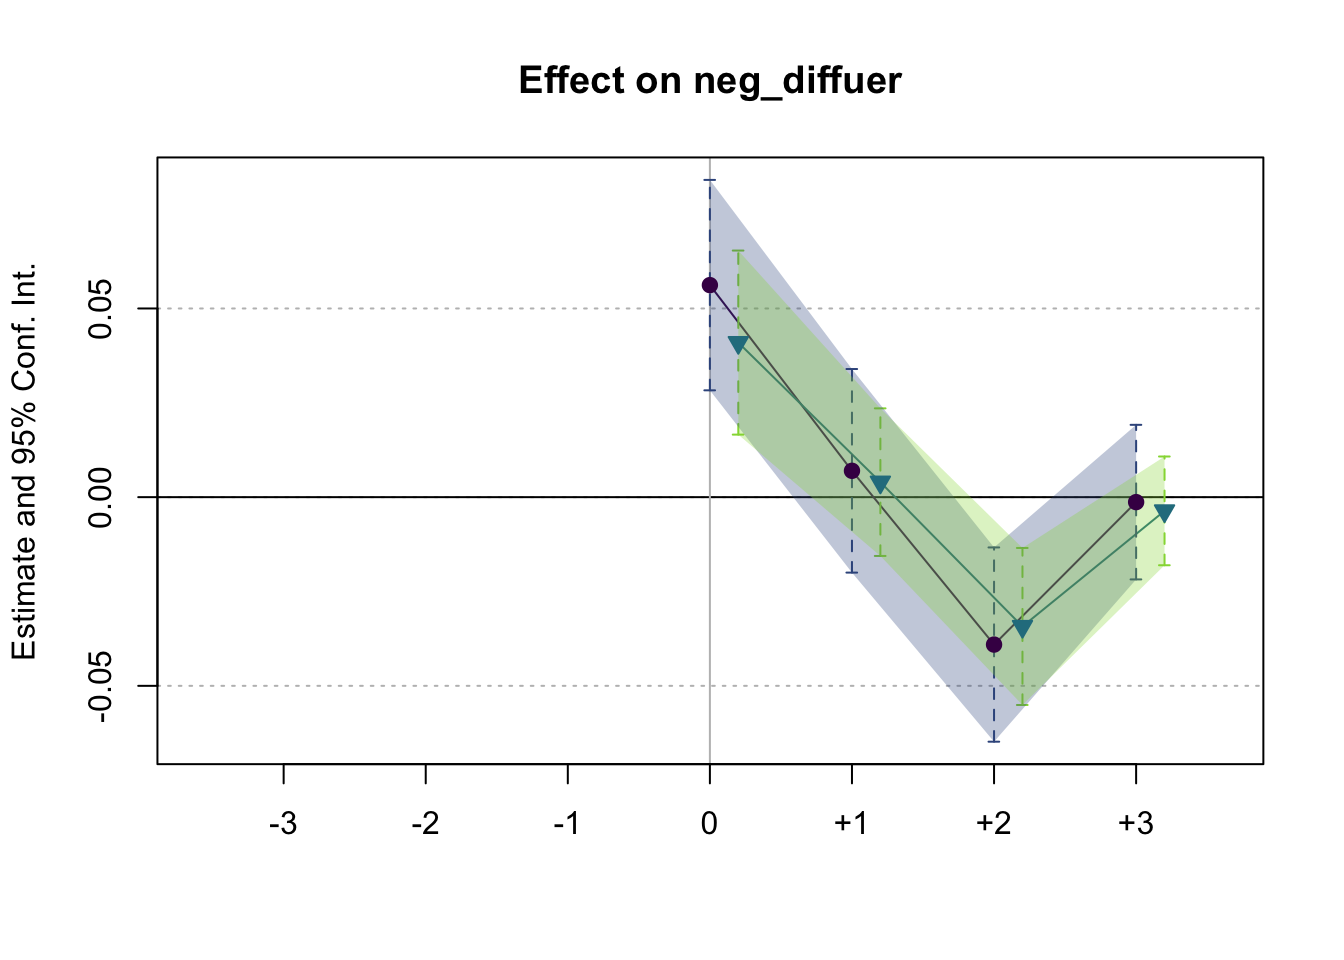 Effect on neg_diffuer
Estimate and 95% Conf. Int.
0.05
0.00
-0.05
-3 -2 -1 0 +1 +2 +3